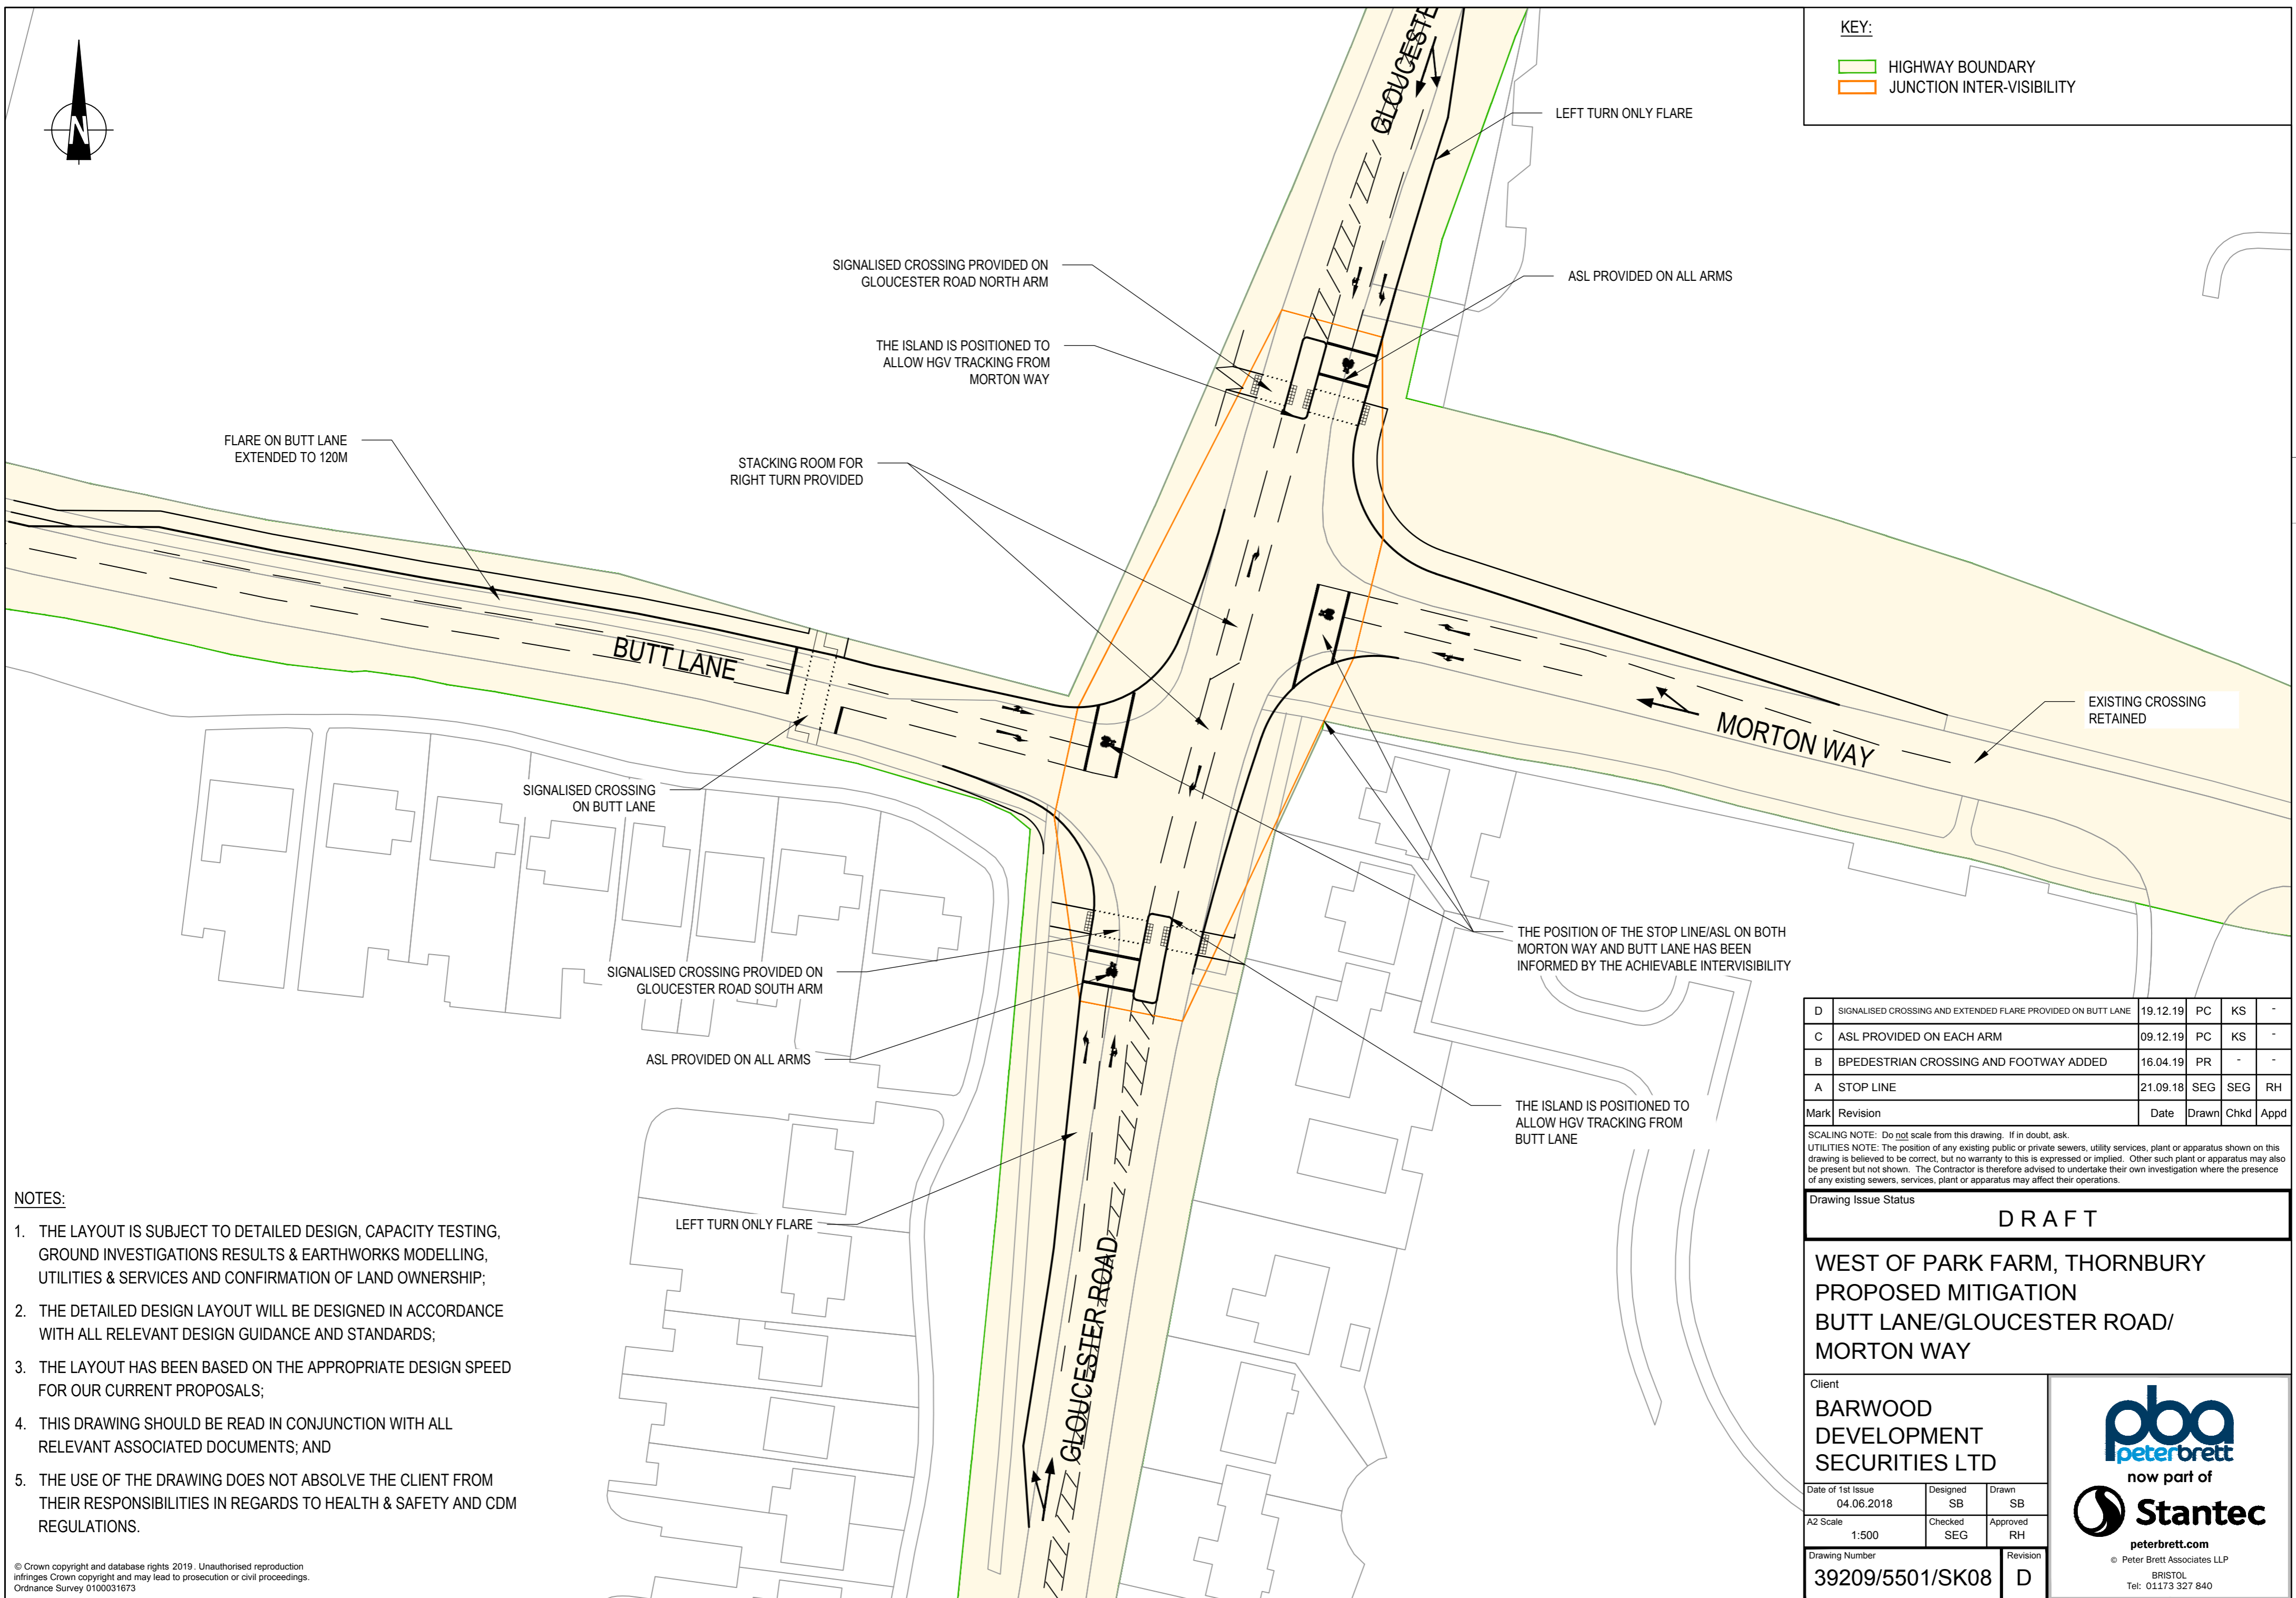 GLOUCESTE
KEY:
HIGHWAY BOUNDARY
JUNCTION INTER-VISIBILITY
N
LEFT TURN ONLY FLARE
SIGNALISED CROSSING PROVIDED ON
GLOUCESTER ROAD NORTH ARM
ASL PROVIDED ON ALL ARMS
THE ISLAND IS POSITIONED TO
ALLOW HGV TRACKING FROM
MORTON WAY
FLARE ON BUTT LANE
EXTENDED TO 120M
STACKING ROOM FOR
RIGHT TURN PROVIDED
BUTT LANE
MORTON WAY
EXISTING CROSSING
RETAINED
SIGNALISED CROSSING
ON BUTT LANE
THE POSITION OF THE STOP LINE/ASL ON BOTH
MORTON WAY AND BUTT LANE HAS BEEN
INFORMED BY THE ACHIEVABLE INTERVISIBILITY
SIGNALISED CROSSING PROVIDED ON
GLOUCESTER ROAD SOUTH ARM
ASL PROVIDED ON ALL ARMS
THE ISLAND IS POSITIONED TO
ALLOW HGV TRACKING FROM
BUTT LANE
LEFT TURN ONLY FLARE
GLOUCESTER ROAD
NOTES:
1. THE LAYOUT IS SUBJECT TO DETAILED DESIGN, CAPACITY TESTING,
GROUND INVESTIGATIONS RESULTS & EARTHWORKS MODELLING,
UTILITIES & SERVICES AND CONFIRMATION OF LAND OWNERSHIP;
2. THE DETAILED DESIGN LAYOUT WILL BE DESIGNED IN ACCORDANCE
WITH ALL RELEVANT DESIGN GUIDANCE AND STANDARDS;
3. THE LAYOUT HAS BEEN BASED ON THE APPROPRIATE DESIGN SPEED
FOR OUR CURRENT PROPOSALS;
4. THIS DRAWING SHOULD BE READ IN CONJUNCTION WITH ALL
RELEVANT ASSOCIATED DOCUMENTS; AND
5. THE USE OF THE DRAWING DOES NOT ABSOLVE THE CLIENT FROM
THEIR RESPONSIBILITIES IN REGARDS TO HEALTH & SAFETY AND CDM
REGULATIONS.
© Crown copyright and database rights 2019. Unauthorised reproduction
infringes Crown copyright and may lead to prosecution or civil proceedings.
Ordnance Survey 0100031673
D SIGNALISED CROSSING AND EXTENDED FLARE PROVIDED ON BUTT LANE 19.12.19 PC KS -
C ASL PROVIDED ON EACH ARM 09.12.19 PC KS -
B BPEDESTRIAN CROSSING AND FOOTWAY ADDED 16.04.19 PR - -
A STOP LINE 21.09.18 SEG SEG RH
Mark Revision Date Drawn Chkd Appd
SCALING NOTE: Do not scale from this drawing. If in doubt, ask.
UTILITIES NOTE: The position of any existing public or private sewers, utility services, plant or apparatus shown on this
drawing is believed to be correct, but no warranty to this is expressed or implied. Other such plant or apparatus may also
be present but not shown. The Contractor is therefore advised to undertake their own investigation where the presence
of any existing sewers, services, plant or apparatus may affect their operations.
Drawing Issue Status
DRAFT
WEST OF PARK FARM, THORNBURY
PROPOSED MITIGATION
BUTT LANE/GLOUCESTER ROAD/
MORTON WAY
Client
BARWOOD
DEVELOPMENT
SECURITIES LTD
Date of 1st Issue Designed Drawn
04.06.2018 SB SB
A2 Scale Checked Approved
1:500 SEG RH
Drawing Number Revision
39209/5501/SK08 D
pba
peterbrett
now part of
Stantec
peterbrett.com
© Peter Brett Associates LLP
BRISTOL
Tel: 01173 327 840